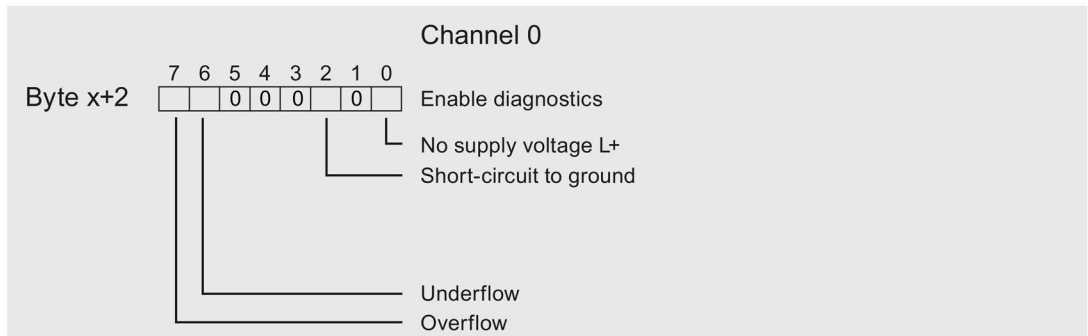 Channel 0
7 6 5 4 3 2 1 0
Byte x+2 0 0 0 0 Enable diagnostics
No supply voltage L+
Short-circuit to ground
Underflow
Overflow